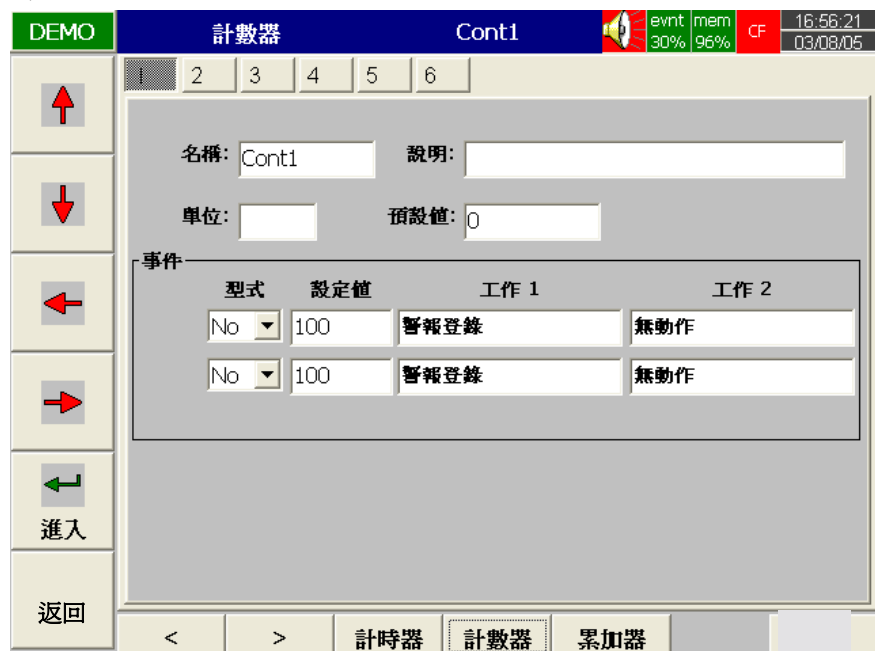 DEMO 計數器 Cont1 evnt mem CF 16:56:21
30% 96% 03/08/05
1 2 3 4 5 6
名稱: Cont1 說明:
單位: 預設值: 0
事件
型式 設定值 工作 1 工作 2
No 100 警報登錄 無動作
No 100 警報登錄 無動作
進入
返回
< > 計時器 計數器 累加器